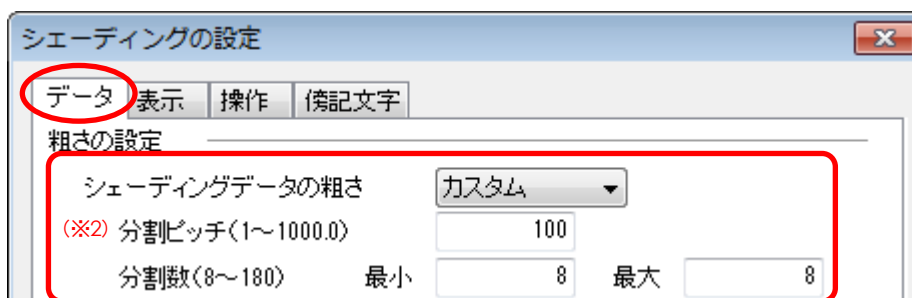 シェーディングの設定
データ 表示 操作 傍記文字
粗さの設定
シェーディングデータの粗さ カスタム
(※2) 分割ピッチ(1～1000.0) 100
分割数(8～180) 最小 8 最大 8